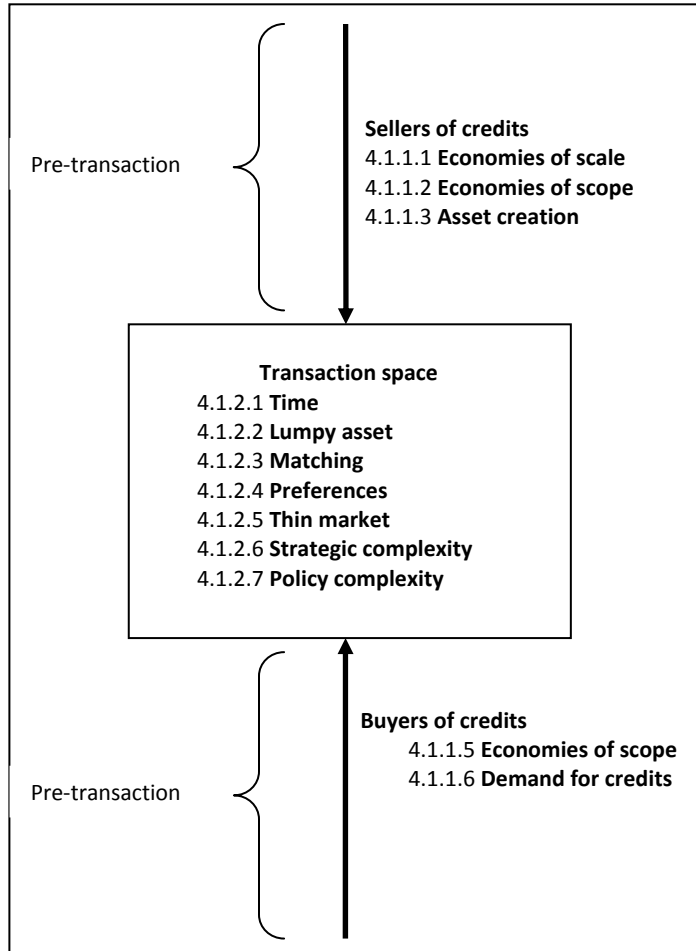 Sellers of credits
4.1.1.1 Economies of scale
Pre-transaction
4.1.1.2 Economies of scope
4.1.1.3 Asset creation
Transaction space
4.1.2.1 Time
4.1.2.2 Lumpy asset
4.1.2.3 Matching
4.1.2.4 Preferences
4.1.2.5 Thin market
4.1.2.6 Strategic complexity
4.1.2.7 Policy complexity
Buyers of credits
4.1.1.5 Economies of scope
4.1.1.6 Demand for credits
Pre-transaction